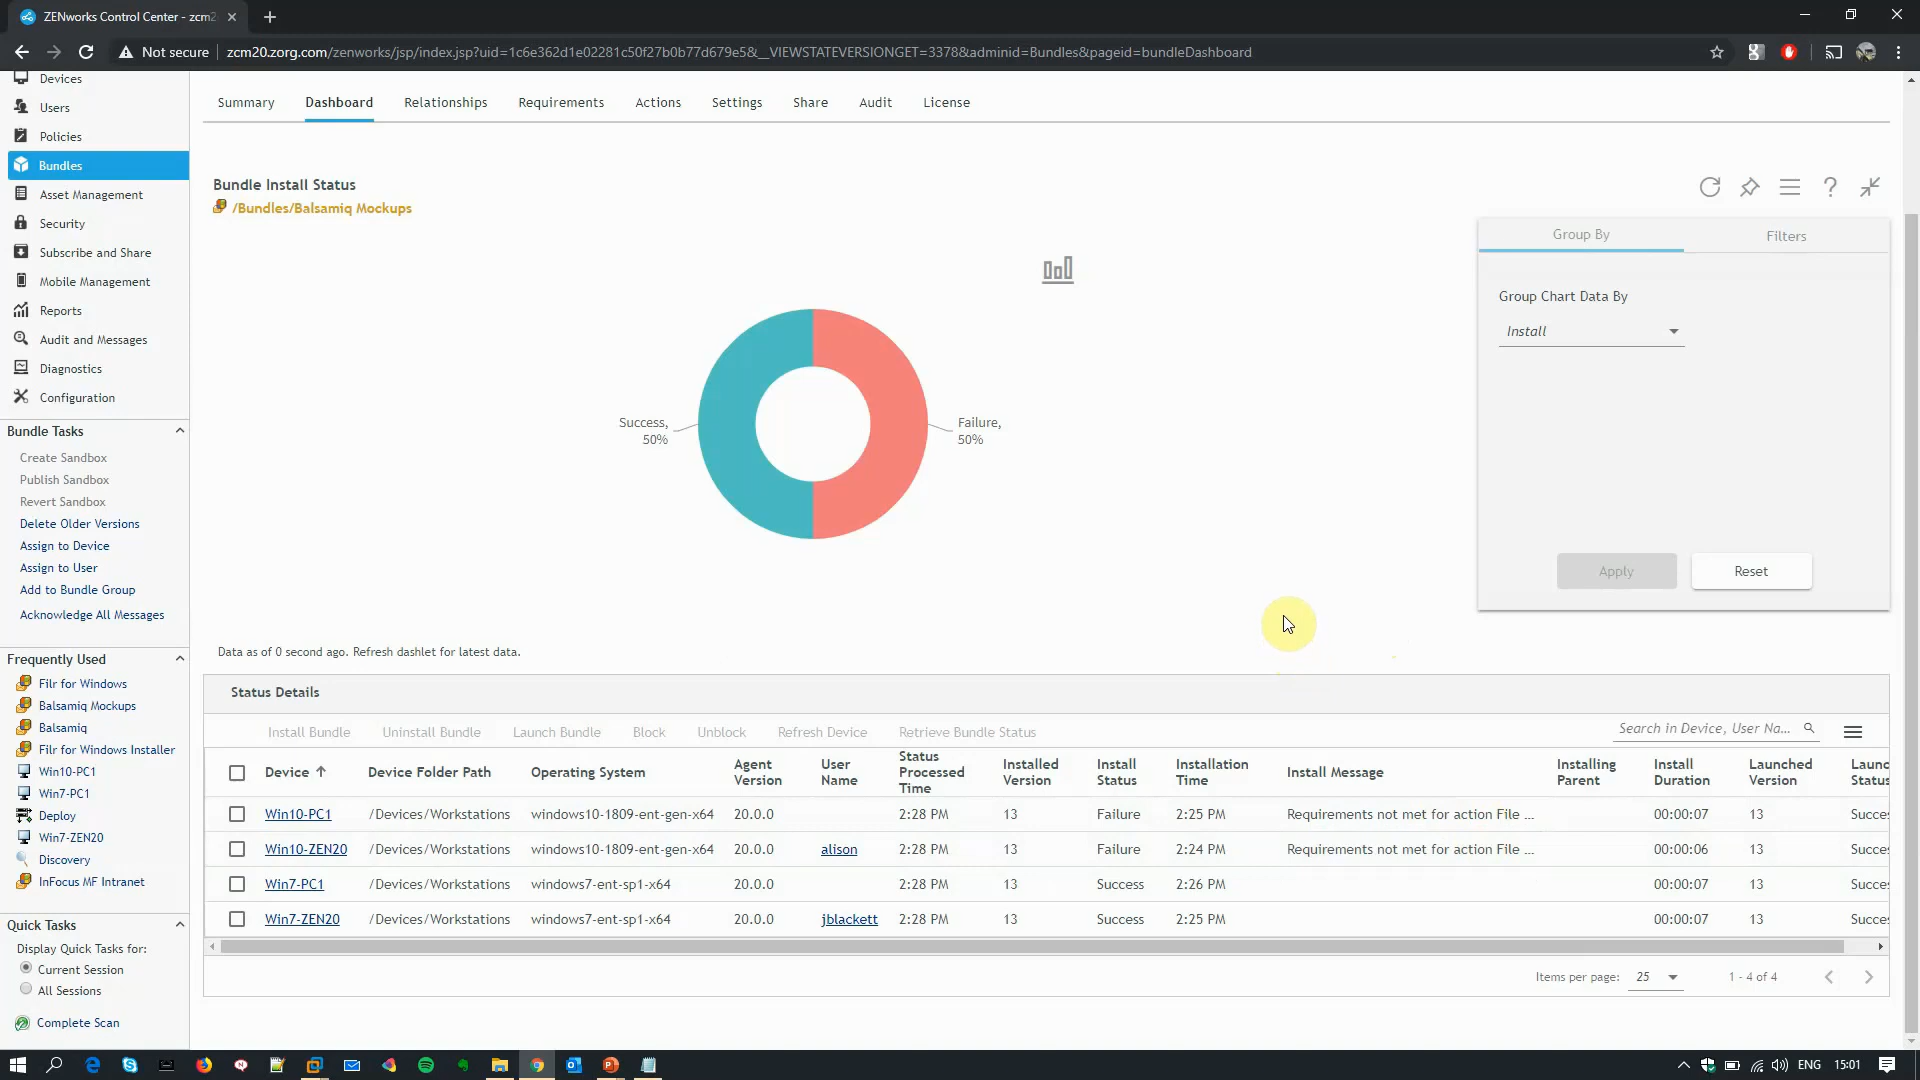 ZENworks Control Center - zcm2
Not secure
zcm20.zorg.com/zenworks/jsp/index.jsp?uid=1c6e362d1e02281c50f27b0b77d679e5&__VIEWSTATEVERSIONGET=3378&adminid=Bundles&pageid=bundleDashboard
Devices
Users
Policies
Bundles
Asset Management
Security
Subscribe and Share
Mobile Management
Reports
Audit and Messages
Diagnostics
Configuration
Bundle Tasks
Create Sandbox
Publish Sandbox
Revert Sandbox
Delete Older Versions
Assign to Device
Assign to User
Add to Bundle Group
Acknowledge All Messages
Frequently Used
Filr for Windows
Balsamiq Mockups
Balsamiq
Filr for Windows Installer
Win10-PC1
Win7-PC1
Deploy
Win7-ZEN20
Discovery
InFocus MF Intranet
Quick Tasks
Display Quick Tasks for:
Current Session
All Sessions
Complete Scan
Summary Dashboard Relationships Requirements Actions Settings Share Audit License
Bundle Install Status
/Bundles/Balsamiq Mockups
Success,
50%
Failure,
50%
Group By Filters
Group Chart Data By
Install
Apply Reset
Data as of 0 second ago. Refresh dashlet for latest data.
Status Details
Install Bundle Uninstall Bundle Launch Bundle Block Unblock Refresh Device Retrieve Bundle Status Search in Device, User Na...
Device Device Folder Path Operating System Agent Version User Name Status Processed Time Installed Version Install Status Installation Time Install Message Installing Parent Install Duration Launched Version Launc Status
Win10-PC1 /Devices/Workstations windows10-1809-ent-gen-x64 20.0.0 2:28 PM 13 Failure 2:25 PM Requirements not met for action File ... 00:00:07 13 Succes
Win10-ZEN20 /Devices/Workstations windows10-1809-ent-gen-x64 20.0.0 alison 2:28 PM 13 Failure 2:24 PM Requirements not met for action File ... 00:00:06 13 Succes
Win7-PC1 /Devices/Workstations windows7-ent-sp1-x64 20.0.0 2:28 PM 13 Success 2:26 PM 00:00:07 13 Succes
Win7-ZEN20 /Devices/Workstations windows7-ent-sp1-x64 20.0.0 jblackett 2:28 PM 13 Success 2:25 PM 00:00:07 13 Succes
Items per page: 25 1 - 4 of 4
ENG 15:01